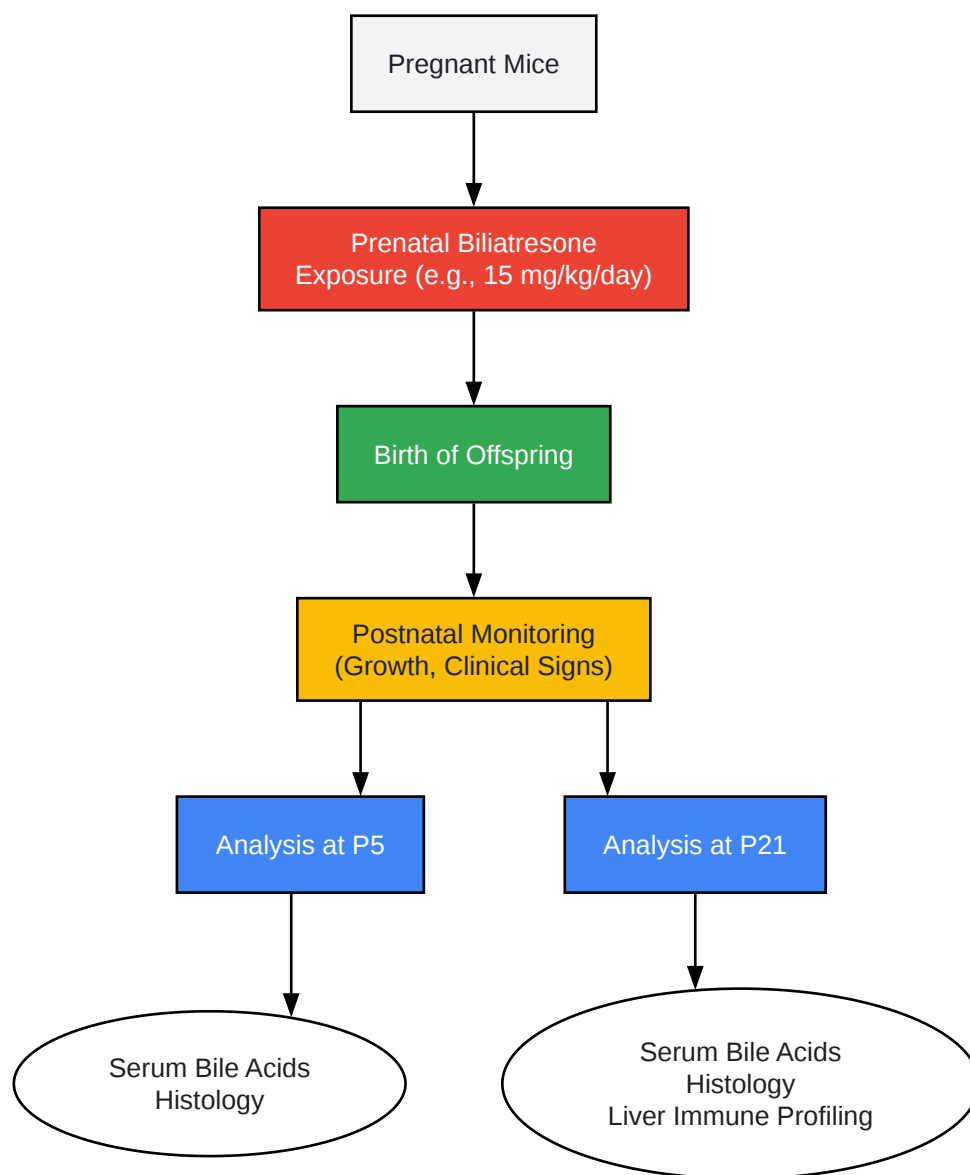 Pregnant Mice
Prenatal Biliatresone
Exposure (e.g., 15 mg/kg/day)
Birth of Offspring
Postnatal Monitoring
(Growth, Clinical Signs)
Analysis at P5
Analysis at P21
Serum Bile Acids
Histology
Serum Bile Acids
Histology
Liver Immune Profiling